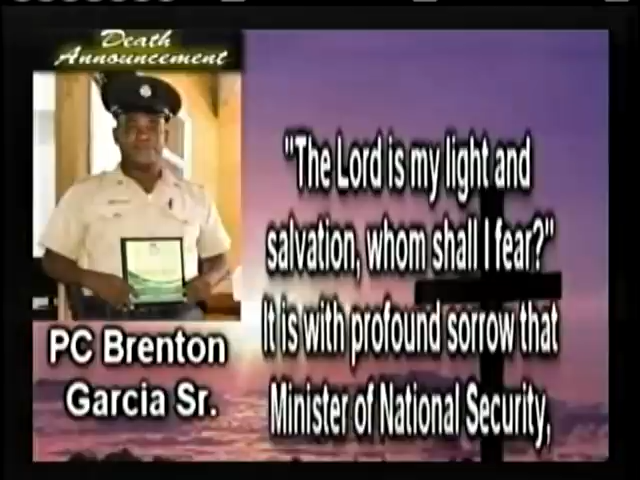 Death
Announcement
PC Brenton
Garcia Sr.
"The Lord is my light and
salvation, whom shall I fear?"
It is with profound sorrow that
Minister of National Security,